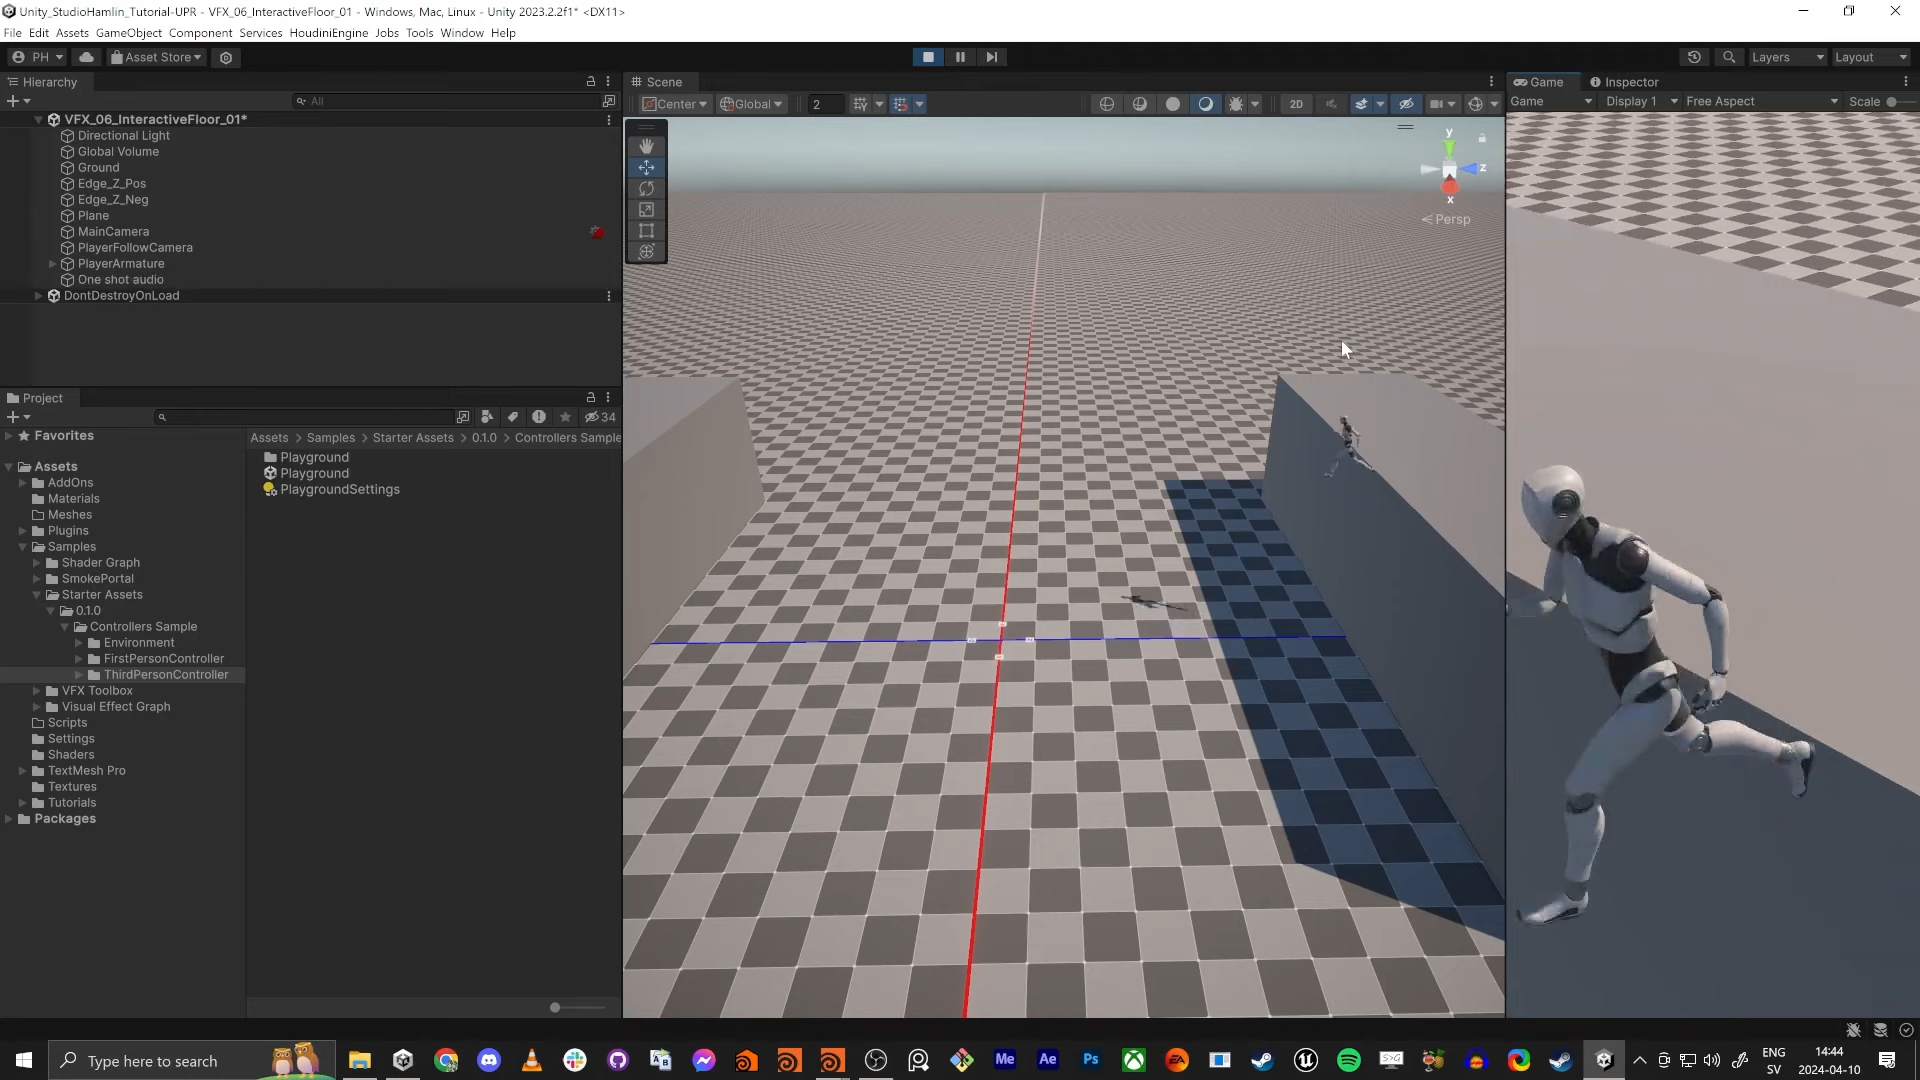 Unity_StudioHamlin_Tutorial-UPR - VFX_06_InteractiveFloor_01 - Windows, Mac, Linux - Unity 2023.2.2f1* <DX11>
File Edit Assets GameObject Component Services HoudiniEngine Jobs Tools Window Help
PH Asset Store Layers Layout
Hierarchy
All
VFX_06_InteractiveFloor_01*
Directional Light
Global Volume
Ground
Edge_Z_Pos
Edge_Z_Neg
Plane
MainCamera
PlayerFollowCamera
PlayerArmature
One shot audio
DontDestroyOnLoad
Project
34
Favorites
Assets
AddOns
Materials
Meshes
Plugins
Samples
Shader Graph
SmokePortal
Starter Assets
0.1.0
Controllers Sample
Environment
FirstPersonController
ThirdPersonController
VFX Toolbox
Visual Effect Graph
Scripts
Settings
Shaders
TextMesh Pro
Textures
Tutorials
Packages
Assets > Samples > Starter Assets > 0.1.0 > Controllers Sample
Playground
Playground
PlaygroundSettings
Scene
Center Global 2 2D
y
z
x
< Persp
Game Inspector
Game Display 1 Free Aspect Scale
Type here to search
Me Ae Ps EA S>G
ENG
SV
14:44
2024-04-10